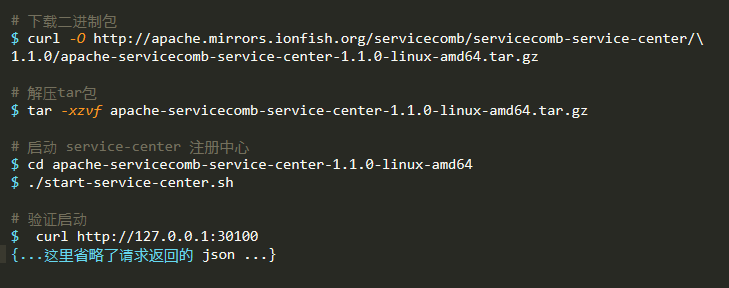 # 下载二进制包
$ curl -O http://apache.mirrors.ionfish.org/servicecomb/servicecomb-service-center/\
1.1.0/apache-servicecomb-service-center-1.1.0-linux-amd64.tar.gz
# 解压tar包
$ tar -xzvf apache-servicecomb-service-center-1.1.0-linux-amd64.tar.gz
# 启动 service-center 注册中心
$ cd apache-servicecomb-service-center-1.1.0-linux-amd64
$ ./start-service-center.sh
# 验证启动
$  curl http://127.0.0.1:30100
{...这里省略了请求返回的 json ...}